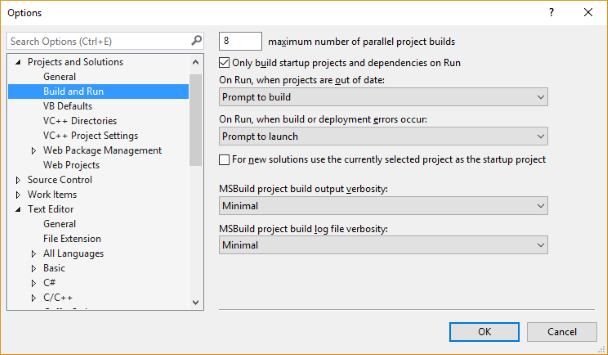 Options
Search Options (Ctrl+E)
Projects and Solutions
General
Build and Run
VB Defaults
VC++ Directories
VC++ Project Settings
Web Package Management
Web Projects
Source Control
Work Items
Text Editor
General
File Extension
All Languages
Basic
C#
C/C++
8 maximum number of parallel project builds
Only build startup projects and dependencies on Run
On Run, when projects are out of date:
Prompt to build
On Run, when build or deployment errors occur:
Prompt to launch
For new solutions use the currently selected project as the startup project
MSBuild project build output verbosity:
Minimal
MSBuild project build log file verbosity:
Minimal
OK
Cancel